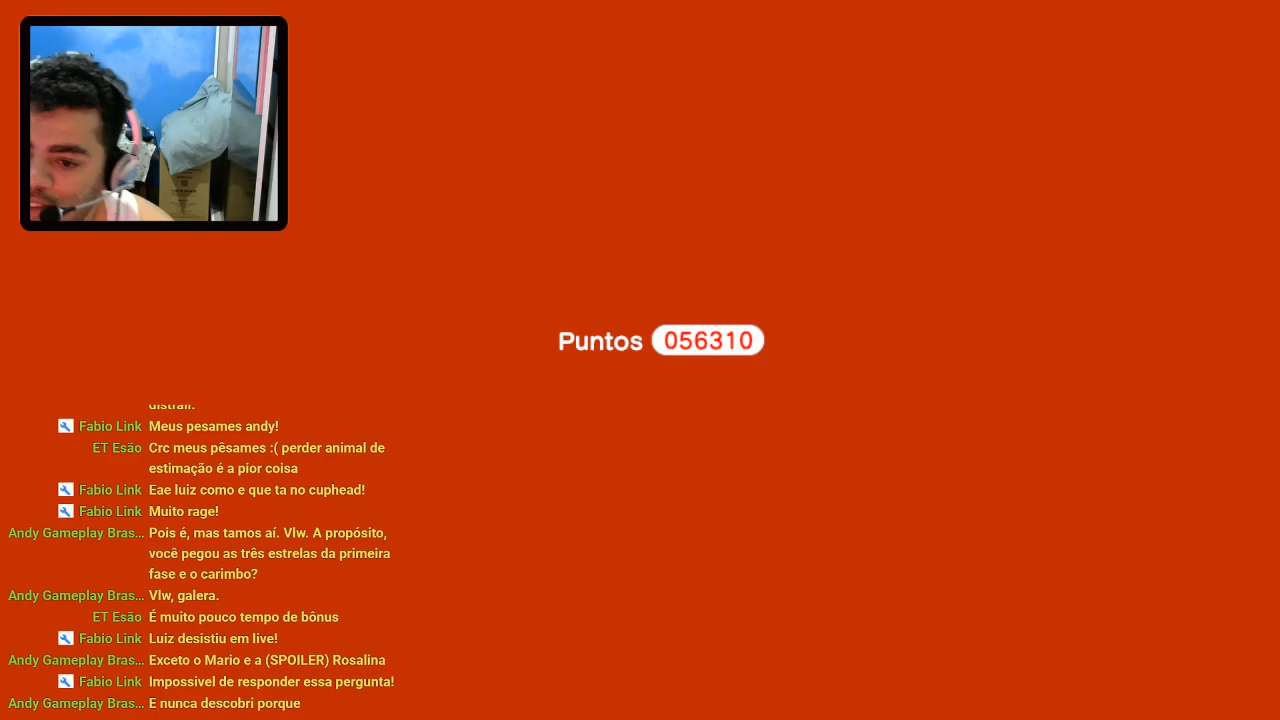 Puntos 056310
distrair.
Fabio Link Meus pesames andy!
ET Esão Crc meus pêsames :( perder animal de
estimação é a pior coisa
Fabio Link Eae luiz como e que ta no cuphead!
Fabio Link Muito rage!
Andy Gameplay Bras... Pois é, mas tamos aí. Vlw. A propósito,
você pegou as três estrelas da primeira
fase e o carimbo?
Andy Gameplay Bras... Vlw, galera.
ET Esão É muito pouco tempo de bônus
Fabio Link Luiz desistiu em live!
Andy Gameplay Bras... Exceto o Mario e a (SPOILER) Rosalina
Fabio Link Impossivel de responder essa pergunta!
Andy Gameplay Bras... E nunca descobri porque